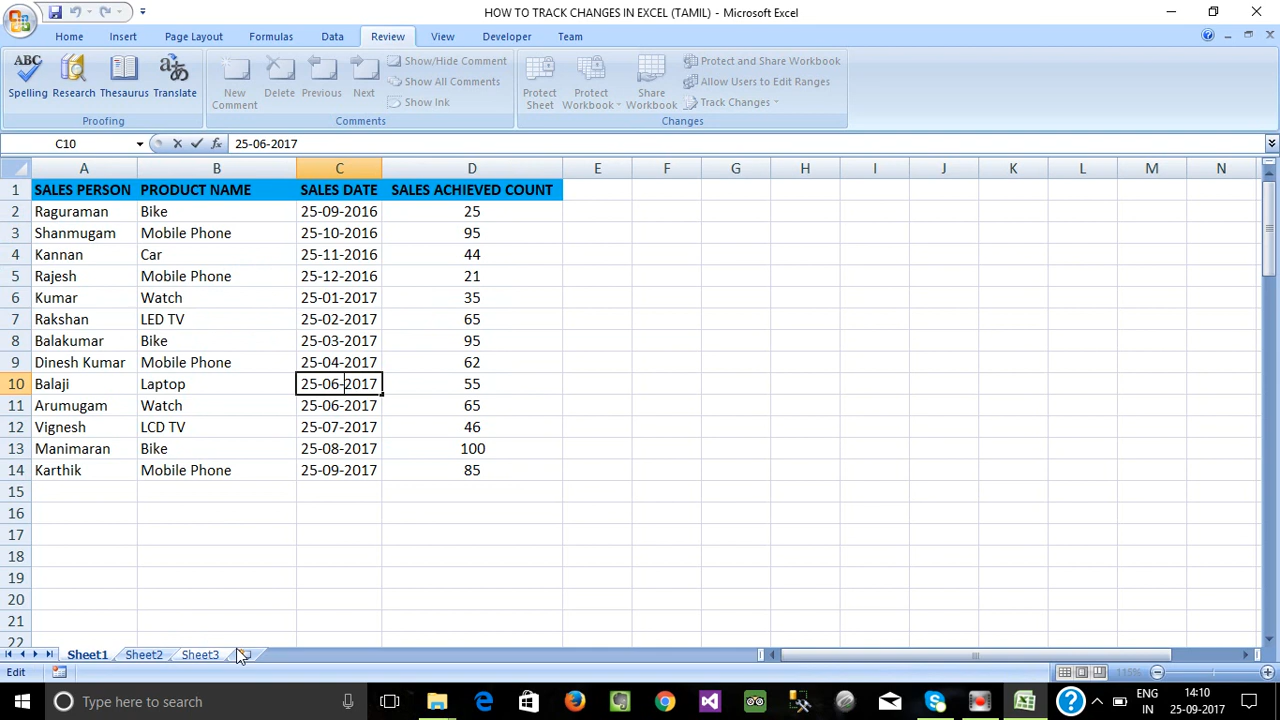 HOW TO TRACK CHANGES IN EXCEL (TAMIL) - Microsoft Excel
Home Insert Page Layout Formulas Data Review View Developer Team
ABC Spelling Research Thesaurus Translate
Proofing
New Comment Delete Previous Next
Show/Hide Comment
Show All Comments
Show Ink
Comments
Protect Sheet Protect Workbook Share Workbook
Protect and Share Workbook
Allow Users to Edit Ranges
Track Changes
Changes
C10 fx 25-06-2017
A B C D E F G H I J K L M N
1 SALES PERSON PRODUCT NAME SALES DATE SALES ACHIEVED COUNT
2 Raguraman Bike 25-09-2016 25
3 Shanmugam Mobile Phone 25-10-2016 95
4 Kannan Car 25-11-2016 44
5 Rajesh Mobile Phone 25-12-2016 21
6 Kumar Watch 25-01-2017 35
7 Rakshan LED TV 25-02-2017 65
8 Balakumar Bike 25-03-2017 95
9 Dinesh Kumar Mobile Phone 25-04-2017 62
10 Balaji Laptop 25-06-2017 55
11 Arumugam Watch 25-06-2017 65
12 Vignesh LCD TV 25-07-2017 46
13 Manimaran Bike 25-08-2017 100
14 Karthik Mobile Phone 25-09-2017 85
15
16
17
18
19
20
21
22
Sheet1 Sheet2 Sheet3
Edit 115%
Type here to search ENG 14:10
IN 25-09-2017